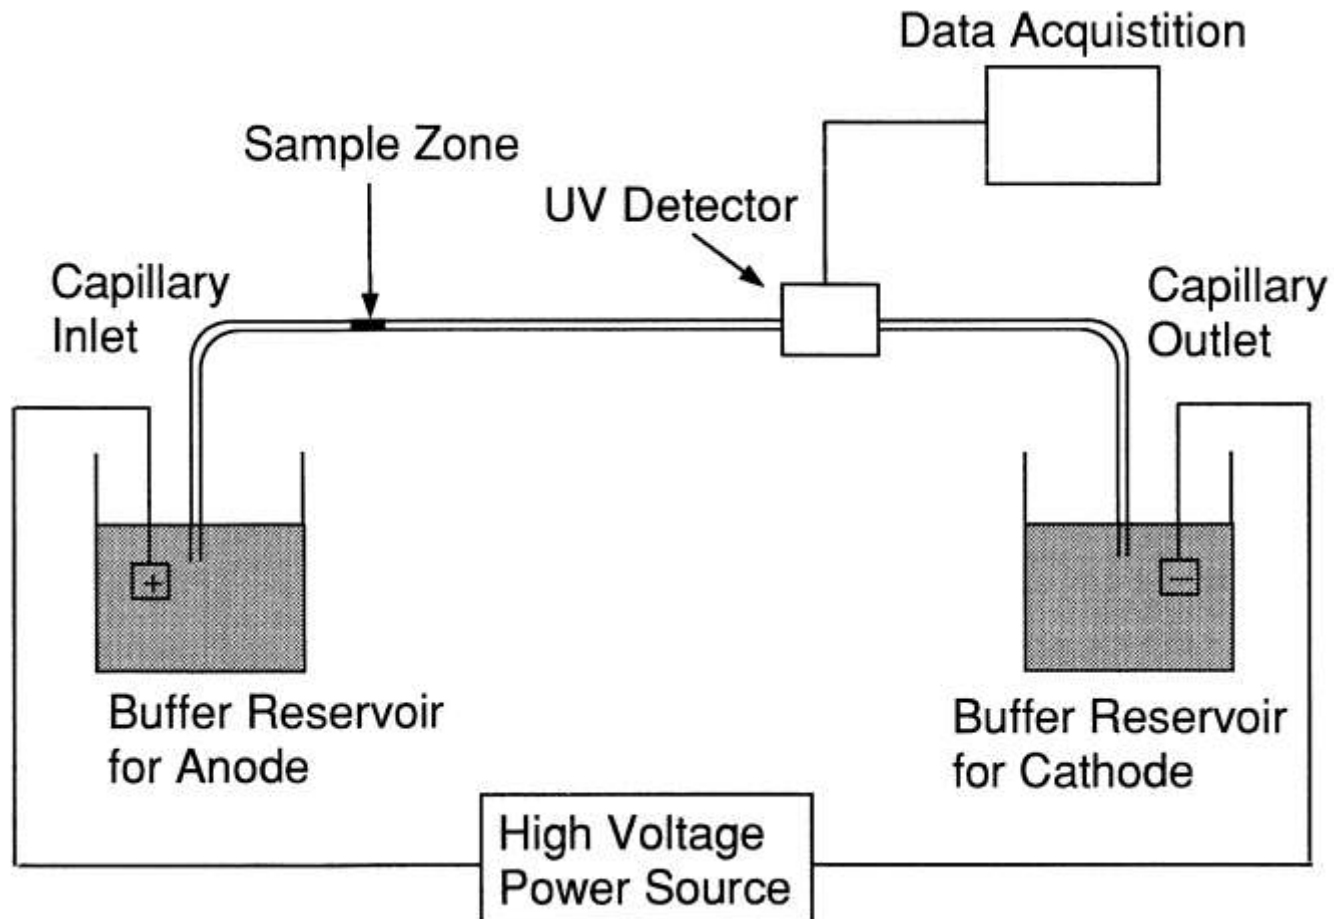 Data Acquistition
Sample Zone
UV Detector
Capillary
Inlet
Capillary
Outlet
+
−
Buffer Reservoir
for Anode
Buffer Reservoir
for Cathode
High Voltage
Power Source